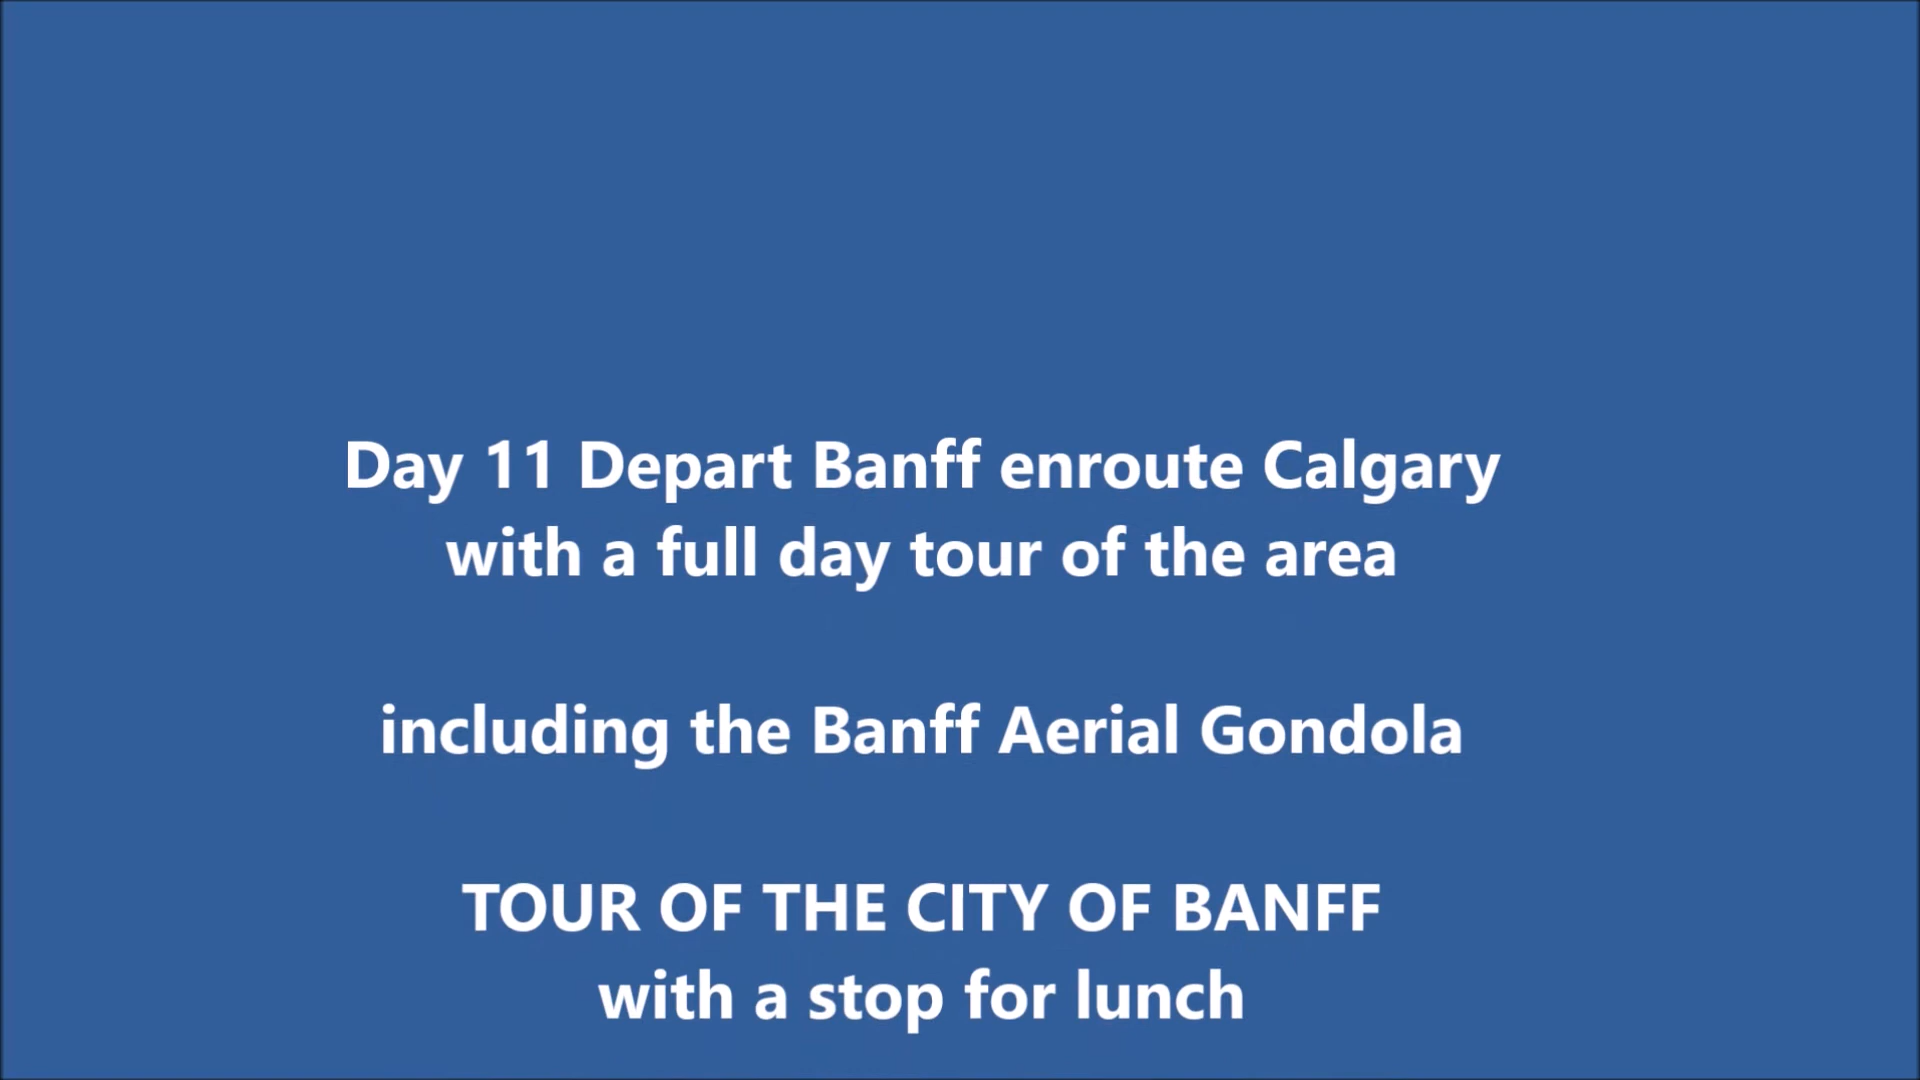 Day 11 Depart Banff enroute Calgary
with a full day tour of the area
including the Banff Aerial Gondola
TOUR OF THE CITY OF BANFF
with a stop for lunch